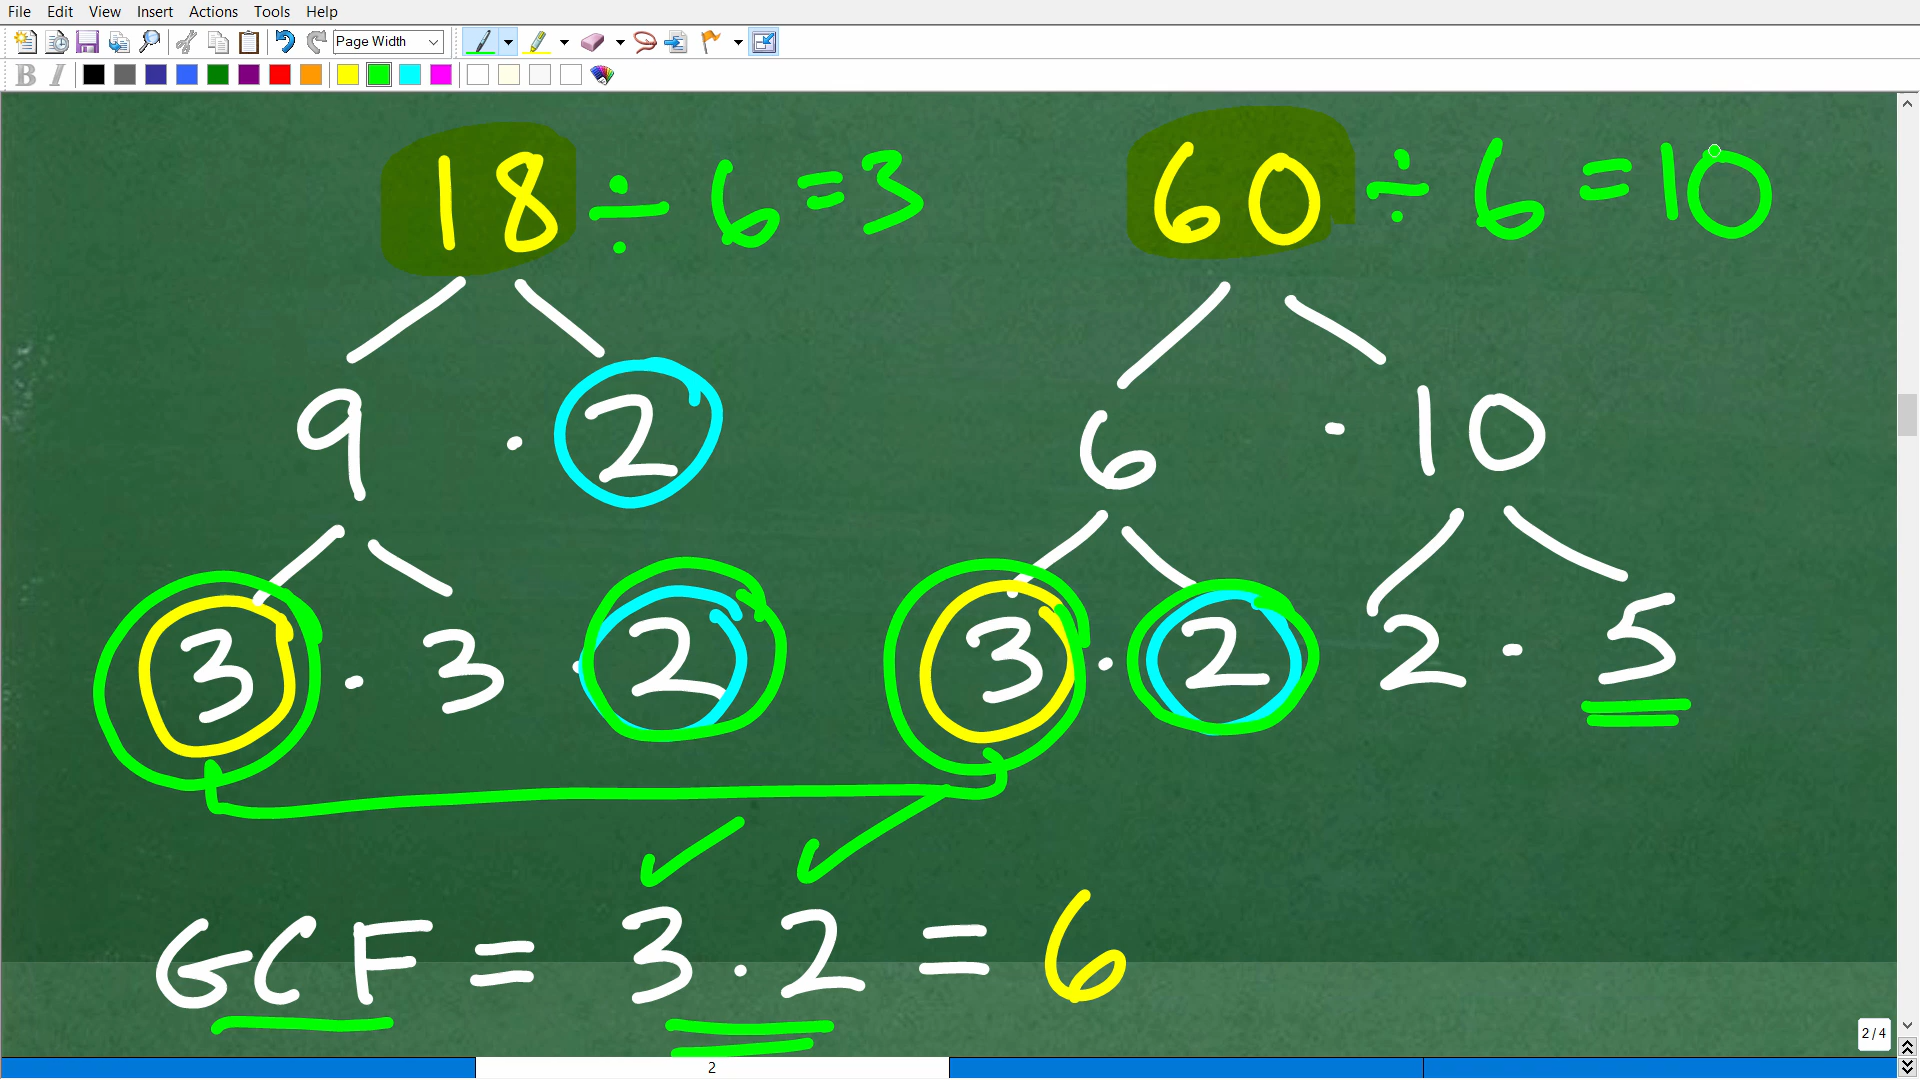 File Edit View Insert Actions Tools Help
Page Width
B I
18 ÷ 6 = 3 60 ÷ 6 = 10
9 · 2 6 · 10
3 · 3 · 2 3 · 2 2 · 5
GCF = 3 · 2 = 6
2 / 4
2